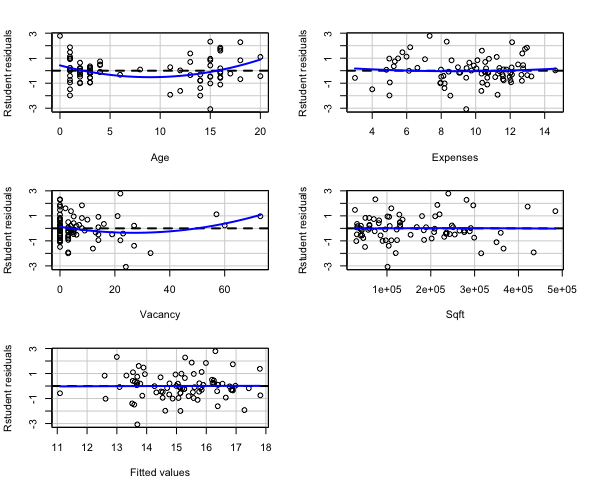 Rstudent residuals
3
1
-1
-3
0 5 10 15 20
Age
Rstudent residuals
3
1
-1
-3
4 6 8 10 12 14
Expenses
Rstudent residuals
3
1
-1
-3
0 20 40 60
Vacancy
Rstudent residuals
3
1
-1
-3
1e+05 2e+05 3e+05 4e+05 5e+05
Sqft
Rstudent residuals
3
1
-1
-3
11 12 13 14 15 16 17 18
Fitted values